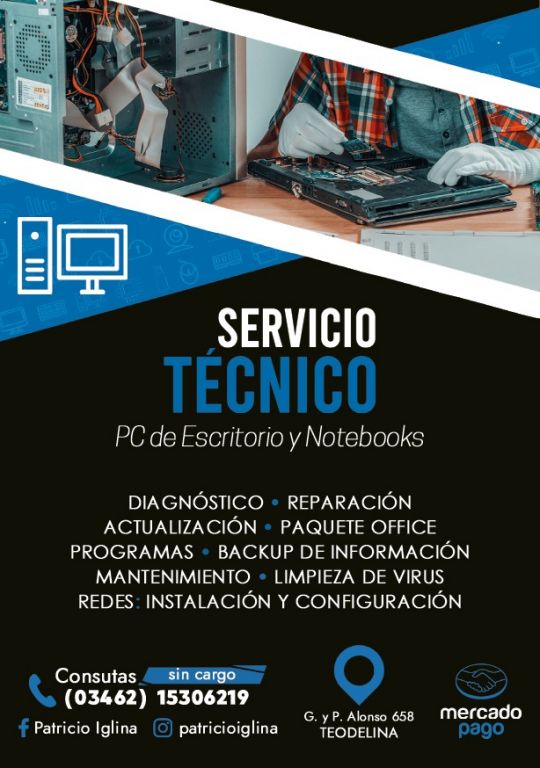 SERVICIO
TÉCNICO
PC de Escritorio y Notebooks
DIAGNÓSTICO • REPARACIÓN
ACTUALIZACIÓN • PAQUETE OFFICE
PROGRAMAS • BACKUP DE INFORMACIÓN
MANTENIMIENTO • LIMPIEZA DE VIRUS
REDES: INSTALACIÓN Y CONFIGURACIÓN
Consutas sin cargo
(03462) 15306219
Patricio Iglina patricioiglina
G. y P. Alonso 658
TEODELINA
mercado
pago